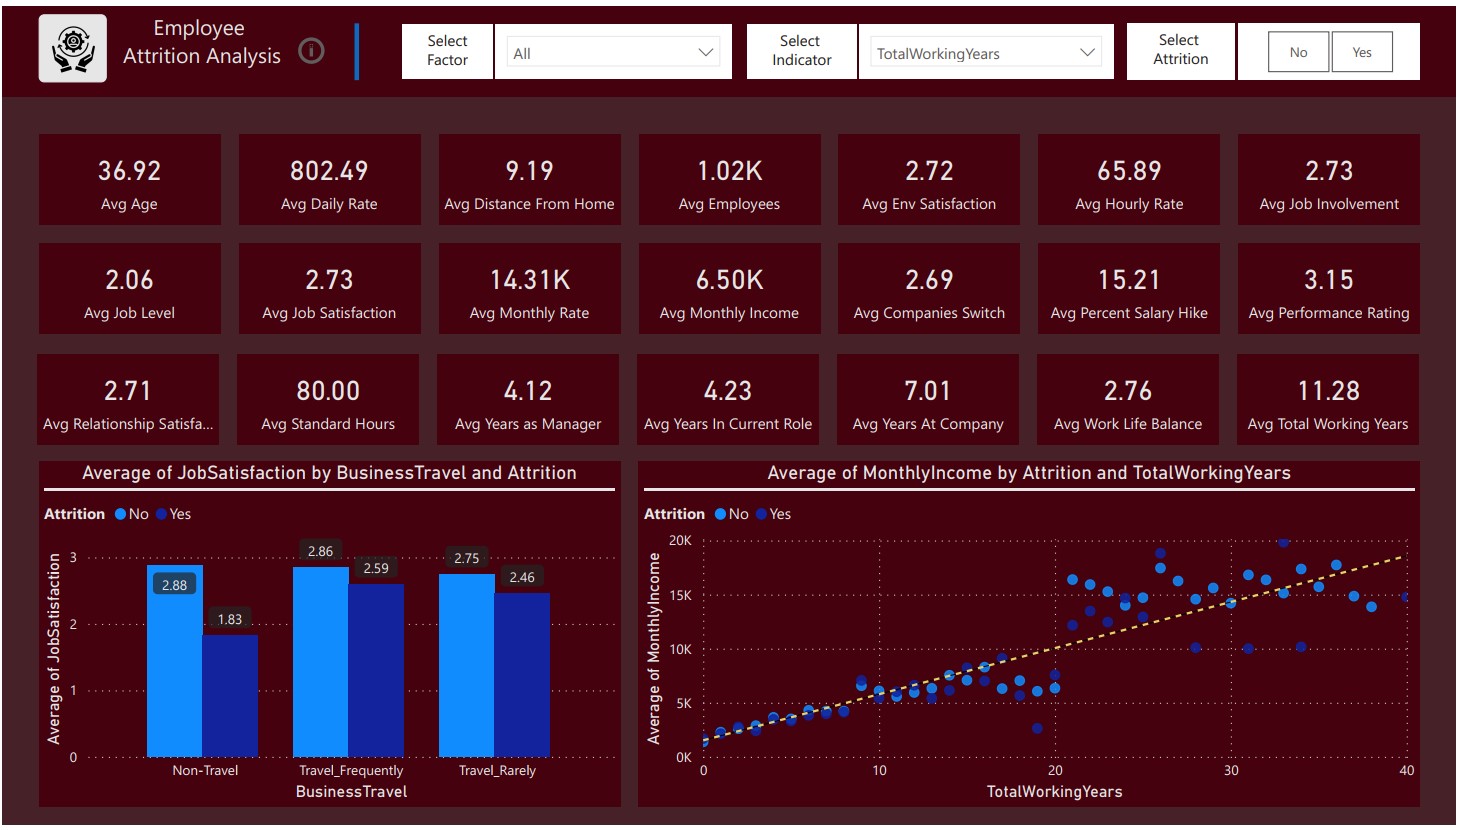 Employee
Attrition Analysis
Select
Factor
All
Select
Indicator
TotalWorkingYears
Select
Attrition
No
Yes
36.92
Avg Age
802.49
Avg Daily Rate
9.19
Avg Distance From Home
1.02K
Avg Employees
2.72
Avg Env Satisfaction
65.89
Avg Hourly Rate
2.73
Avg Job Involvement
2.06
Avg Job Level
2.73
Avg Job Satisfaction
14.31K
Avg Monthly Rate
6.50K
Avg Monthly Income
2.69
Avg Companies Switch
15.21
Avg Percent Salary Hike
3.15
Avg Performance Rating
2.71
Avg Relationship Satisfa...
80.00
Avg Standard Hours
4.12
Avg Years as Manager
4.23
Avg Years In Current Role
7.01
Avg Years At Company
2.76
Avg Work Life Balance
11.28
Avg Total Working Years
Average of JobSatisfaction by BusinessTravel and Attrition
Attrition No Yes
Average of JobSatisfaction
3
2
1
0
2.88
1.83
2.86
2.59
2.75
2.46
Non-Travel
Travel_Frequently
Travel_Rarely
BusinessTravel
Average of MonthlyIncome by Attrition and TotalWorkingYears
Attrition No Yes
Average of MonthlyIncome
20K
15K
10K
5K
0K
0
10
20
30
40
TotalWorkingYears